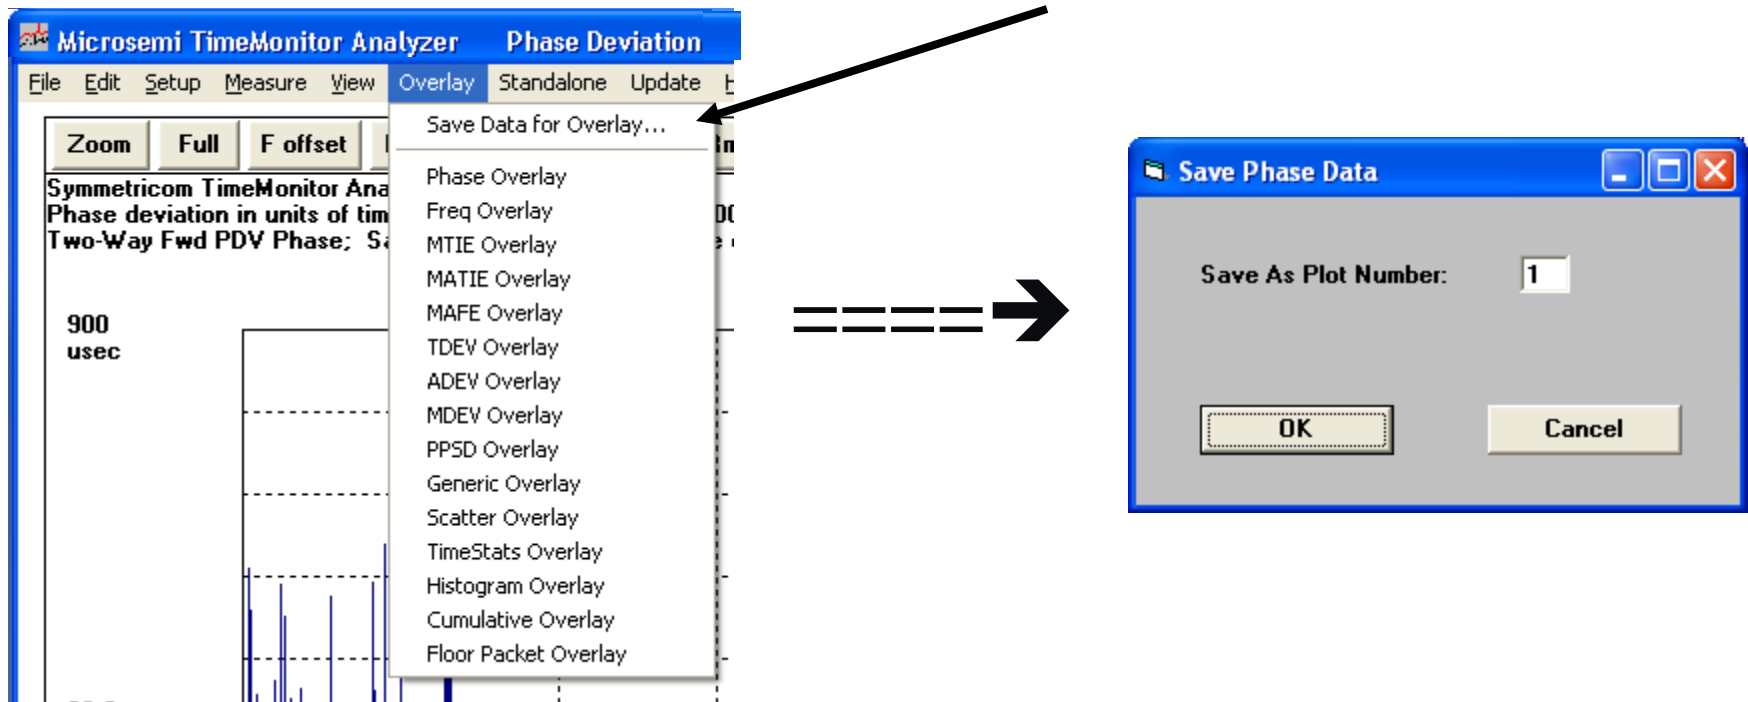 Microsemi TimeMonitor Analyzer Phase Deviation
File Edit Setup Measure View Overlay Standalone Update
Save Data for Overlay...
Zoom Full F offset
Symmetricom TimeMonitor Ana
Phase deviation in units of tim
Two-Way Fwd PDV Phase; Sa
Phase Overlay
Freq Overlay
MTIE Overlay
MATIE Overlay
MAFE Overlay
TDEV Overlay
ADEV Overlay
MDEV Overlay
PPSD Overlay
Generic Overlay
Scatter Overlay
TimeStats Overlay
Histogram Overlay
Cumulative Overlay
Floor Packet Overlay
900
usec
====➔
Save Phase Data
Save As Plot Number: 1
OK Cancel